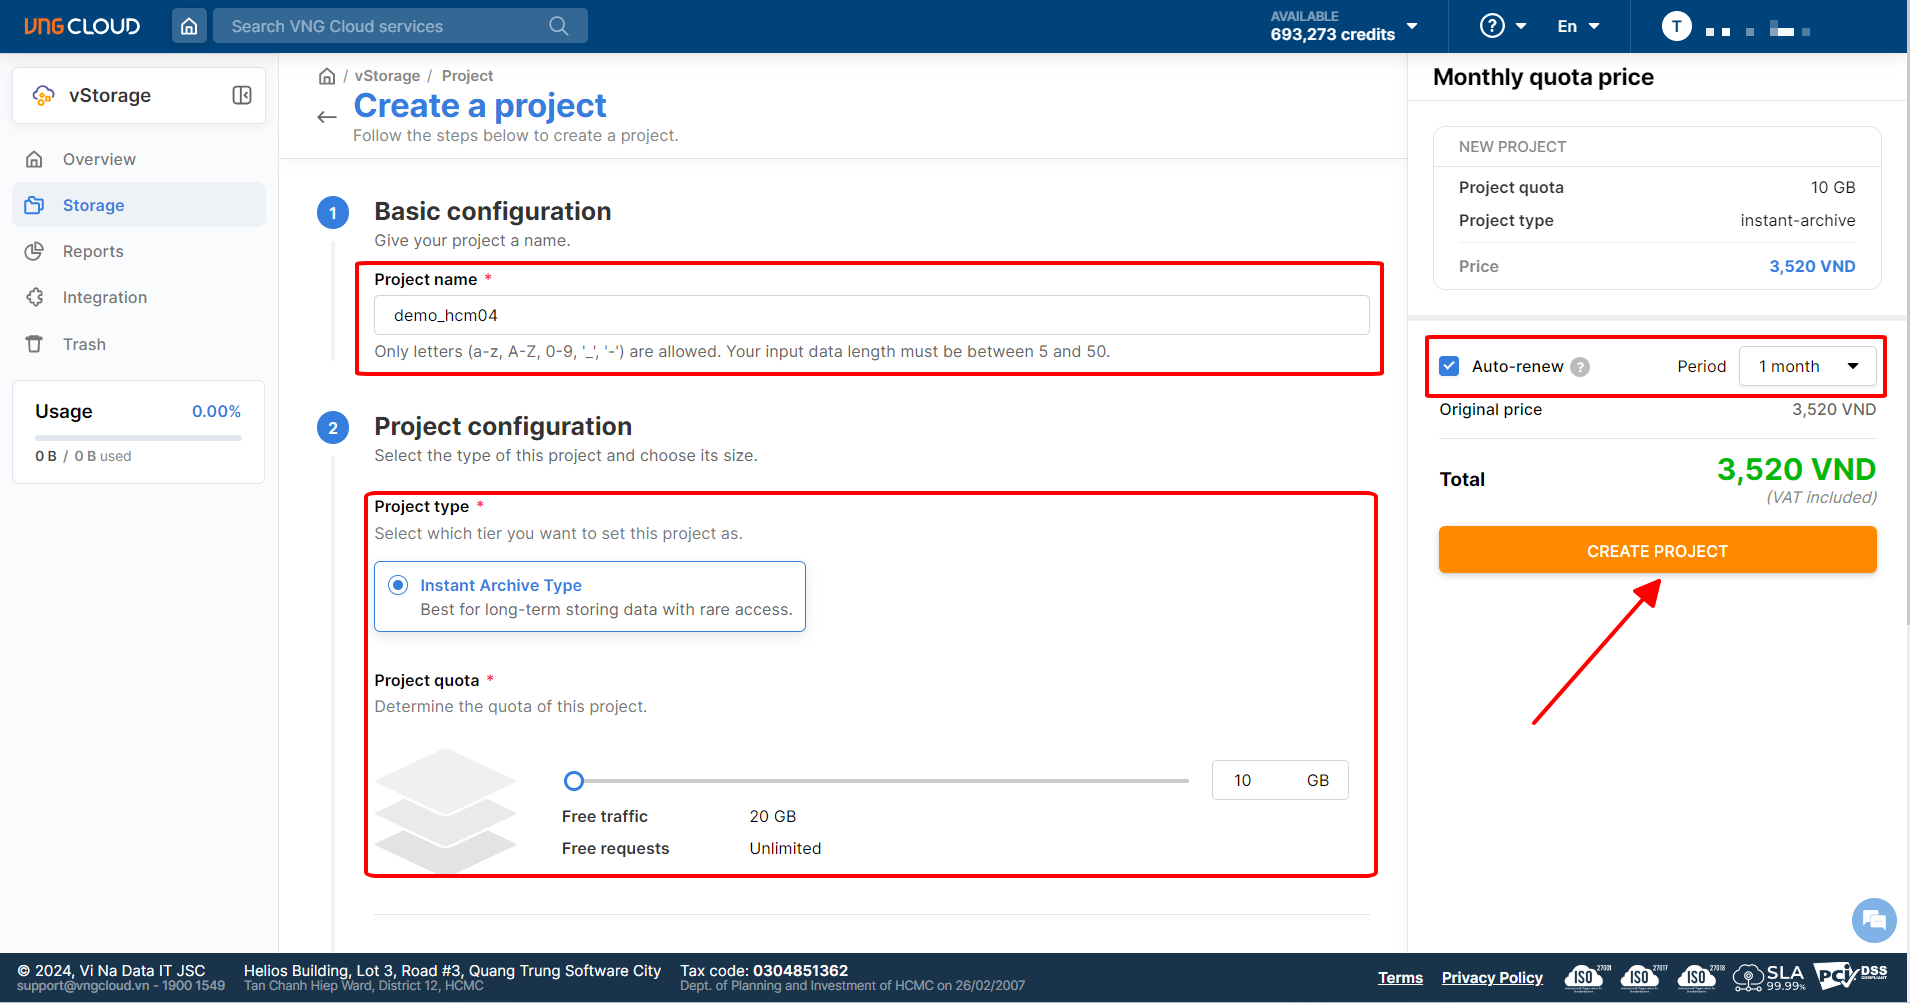 VNG CLOUD
Search VNG Cloud services
AVAILABLE
693,273 credits
?
En
T
vStorage
Overview
Storage
Reports
Integration
Trash
Usage 0.00%
0 B / 0 B used
/ vStorage / Project
Create a project
Follow the steps below to create a project.
1 Basic configuration
Give your project a name.
Project name *
demo_hcm04
Only letters (a-z, A-Z, 0-9, '_', '-') are allowed. Your input data length must be between 5 and 50.
2 Project configuration
Select the type of this project and choose its size.
Project type *
Select which tier you want to set this project as.
Instant Archive Type
Best for long-term storing data with rare access.
Project quota *
Determine the quota of this project.
10 GB
Free traffic 20 GB
Free requests Unlimited
Monthly quota price
NEW PROJECT
Project quota 10 GB
Project type instant-archive
Price 3,520 VND
Auto-renew ? Period 1 month
Original price 3,520 VND
Total 3,520 VND
(VAT included)
CREATE PROJECT
© 2024, Vi Na Data IT JSC
support@vngcloud.vn - 1900 1549
Helios Building, Lot 3, Road #3, Quang Trung Software City
Tan Chanh Hiep Ward, District 12, HCMC
Tax code: 0304851362
Dept. of Planning and Investment of HCMC on 26/02/2007
Terms
Privacy Policy
ISO 27001
ISO 27017
ISO 27018
SLA
99.99%
PCI DSS
COMPLIANT